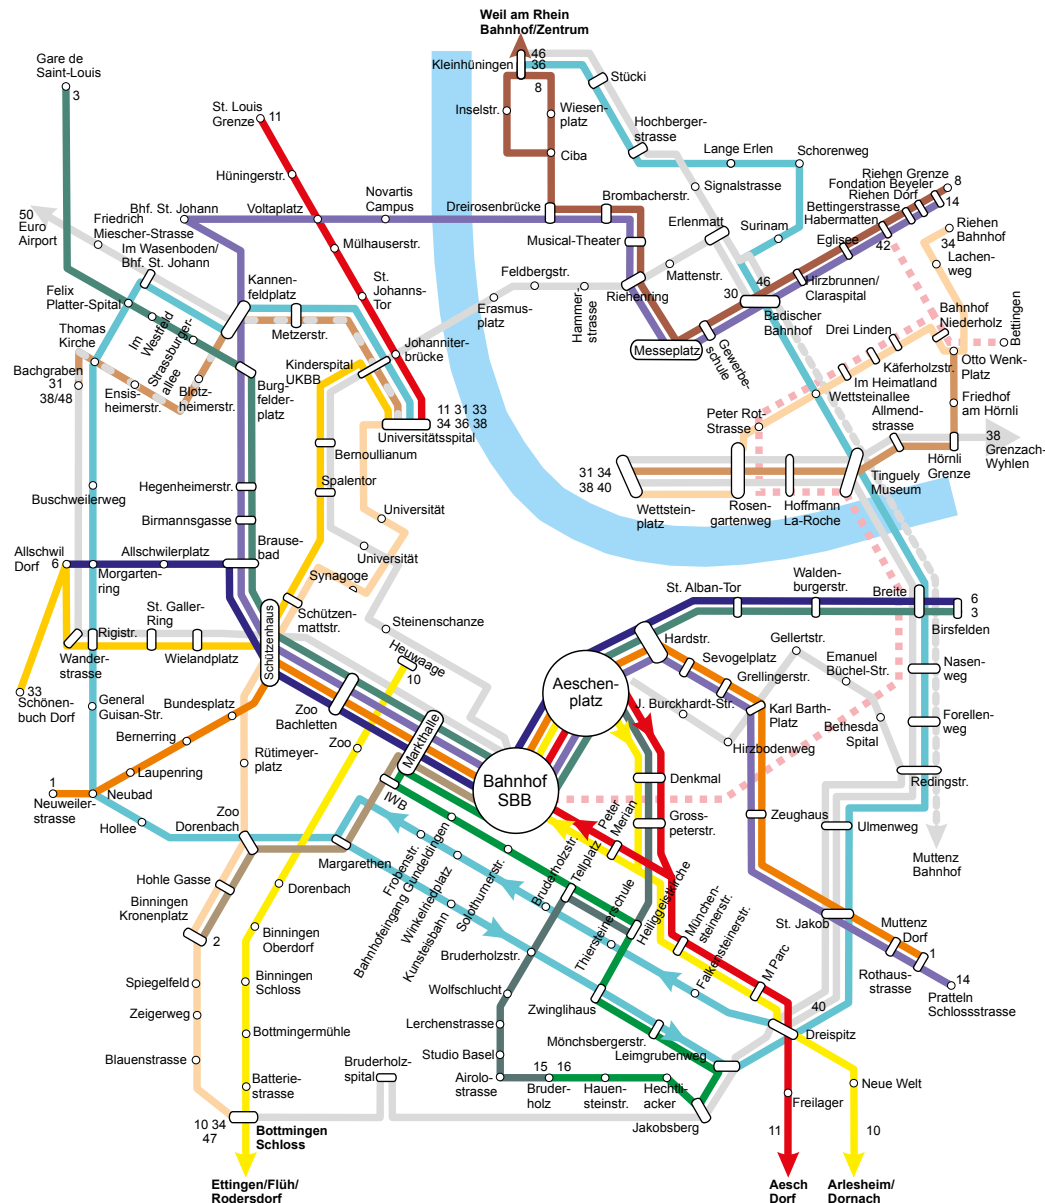 Weil am Rhein
Bahnhof/Zentrum
46
36
8
Kleinhüningen
Stücki
Gare de
Saint-Louis
3
St. Louis
Grenze
11
Inselstr.
Wiesen-
platz
Ciba
Hochberger-
strasse
Lange Erlen
Schorenweg
Signalstrasse
Riehen Grenze
Fondation Beyeler
Riehen Dorf
Bettingerstrasse
Habermatten
8
14
42
Hüningerstr.
Novartis
Campus
Bhf. St. Johann
Voltaplatz
Dreirosenbrücke
Brombacherstr.
Erlenmatt
Surinam
Eglisee
Riehen
Bahnhof
34
Lachen-
weg
50
Euro
Airport
Friedrich
Miescher-Strasse
Im Wasenboden/
Bhf. St. Johann
Mülhauserstr.
Musical-Theater
Mattenstr.
Kannen-
feldplatz
St.
Johanns-
Tor
Feldbergstr.
Erasmus-
platz
Hammer-
strasse
Riehenring
46
30
Hirzbrunnen/
Claraspital
Badischer
Bahnhof
Bahnhof
Niederholz
Bettingen
Felix
Platter-Spital
Im
Westfeld
Strassburger-
allee
Metzerstr.
Thomas
Kirche
Johanniter-
brücke
Messeplatz
Gewerbe-
schule
Drei Linden
Otto Wenk-
Platz
Käferholzstr.
Im Heimatland
Wettsteinallee
Bachgraben
31
38/48
Ensis-
heimerstr.
Blotz-
heimerstr.
Burg-
felder-
platz
Kinderspital
UKBB
Friedhof
am Hörnli
Allmend-
strasse
Peter Rot-
Strasse
11 31 33
34 36 38
Universitätsspital
Bernoullianum
38
Grenzach-
Wyhlen
Hörnli
Grenze
31 34
38 40
Tinguely
Museum
Wettstein-
platz
Rosen-
gartenweg
Hoffmann
La-Roche
Buschweilerweg
Hegenheimerstr.
Spalentor
Birmannsgasse
Universität
Universität
Allschwil
Dorf
6
Allschwilerplatz
Brause-
bad
Morgarten-
ring
Synagoge
St. Alban-Tor
Walden-
burgerstr.
Breite
6
3
Birsfelden
St. Galler-
Ring
Schützen-
mattstr.
Steinenschanze
Schützenhaus
Rigistr.
Wander-
strasse
Wielandplatz
Heuwaage
10
Hardstr.
Gellertstr.
Sevogelplatz
Emanuel
Büchel-Str.
Grellingerstr.
Nasen-
weg
33
Schönen-
buch Dorf
General
Guisan-Str.
Bundesplatz
Zoo
Bachletten
Aeschen-
platz
J. Burckhardt-Str.
Karl Barth-
Platz
Forellen-
weg
Bernerring
Zoo
Markthalle
Hirzbodenweg
Bethesda
Spital
Laupenring
Rütimeyer-
platz
Denkmal
Redingstr.
1
Neuweiler-
strasse
Neubad
IWB
Bahnhof
SBB
Hollee
Zoo
Dorenbach
Margarethen
Peter
Merian
Gross-
peterstr.
Zeughaus
Ulmenweg
Muttenz
Bahnhof
Frobenstr.
Bahnhofeingang Gundeldingen
Winkelriedplatz
Kunsteisbahn
Solothurnerstr.
Bruderholzstr.
Tellplatz
Thiersteinerschule
Heiliggeistkirche
Hohle Gasse
Dorenbach
Binningen
Kronenplatz
2
Binningen
Oberdorf
München-
steinerstr.
Falkensteinerstr.
M Parc
St. Jakob
Muttenz
Dorf
1
Rothaus-
strasse
14
Pratteln
Schlossstrasse
Bruderholzstr.
Spiegelfeld
Binningen
Schloss
Wolfschlucht
Zwinglihaus
40
Zeigerweg
Bottmingermühle
Lerchenstrasse
Mönchsbergerstr.
Dreispitz
Blauenstrasse
Bruderholz-
spital
Studio Basel
Leimgrubenweg
Batterie-
strasse
Airolo-
strasse
15 16
Bruder-
holz
Hauen-
steinstr.
Hechtli-
acker
Neue Welt
Freilager
Jakobsberg
10 34
47
Bottmingen
Schloss
11
10
Ettingen/Flüh/
Rodersdorf
Aesch
Dorf
Arlesheim/
Dornach